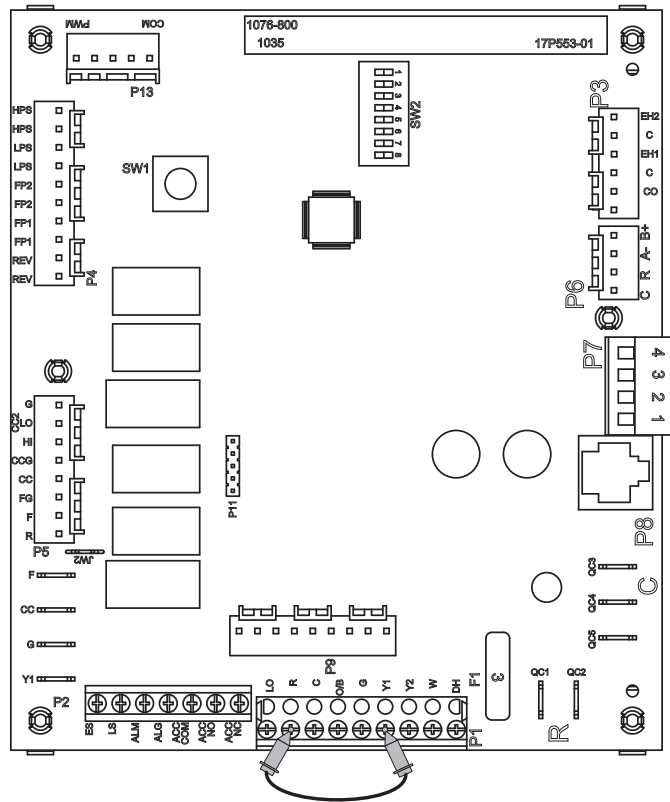 PWM COM
P13
1076-800
1035 17P553-01
1
2
3
4
5
6
7
8
SW2
SW1
HPS
HPS
LPS
LPS
FP2
FP2
FP1
FP1
REV
REV
P4
P3
EH2
C
EH1
C
CO
P6
B+
A-
R
C
P7
4
3
2
1
P8
G
CC2
LO
HI
CCG
CC
FG
F
R
P5
JW2
P11
F
CC
G
Y1
P2
QC3
QC4
QC5
C
QC1 QC2
R
F1
3
P9
LO R C O/B G Y1 Y2 W DH
P1
ES LS ALM ALG ACC COM ACC NO ACC NC